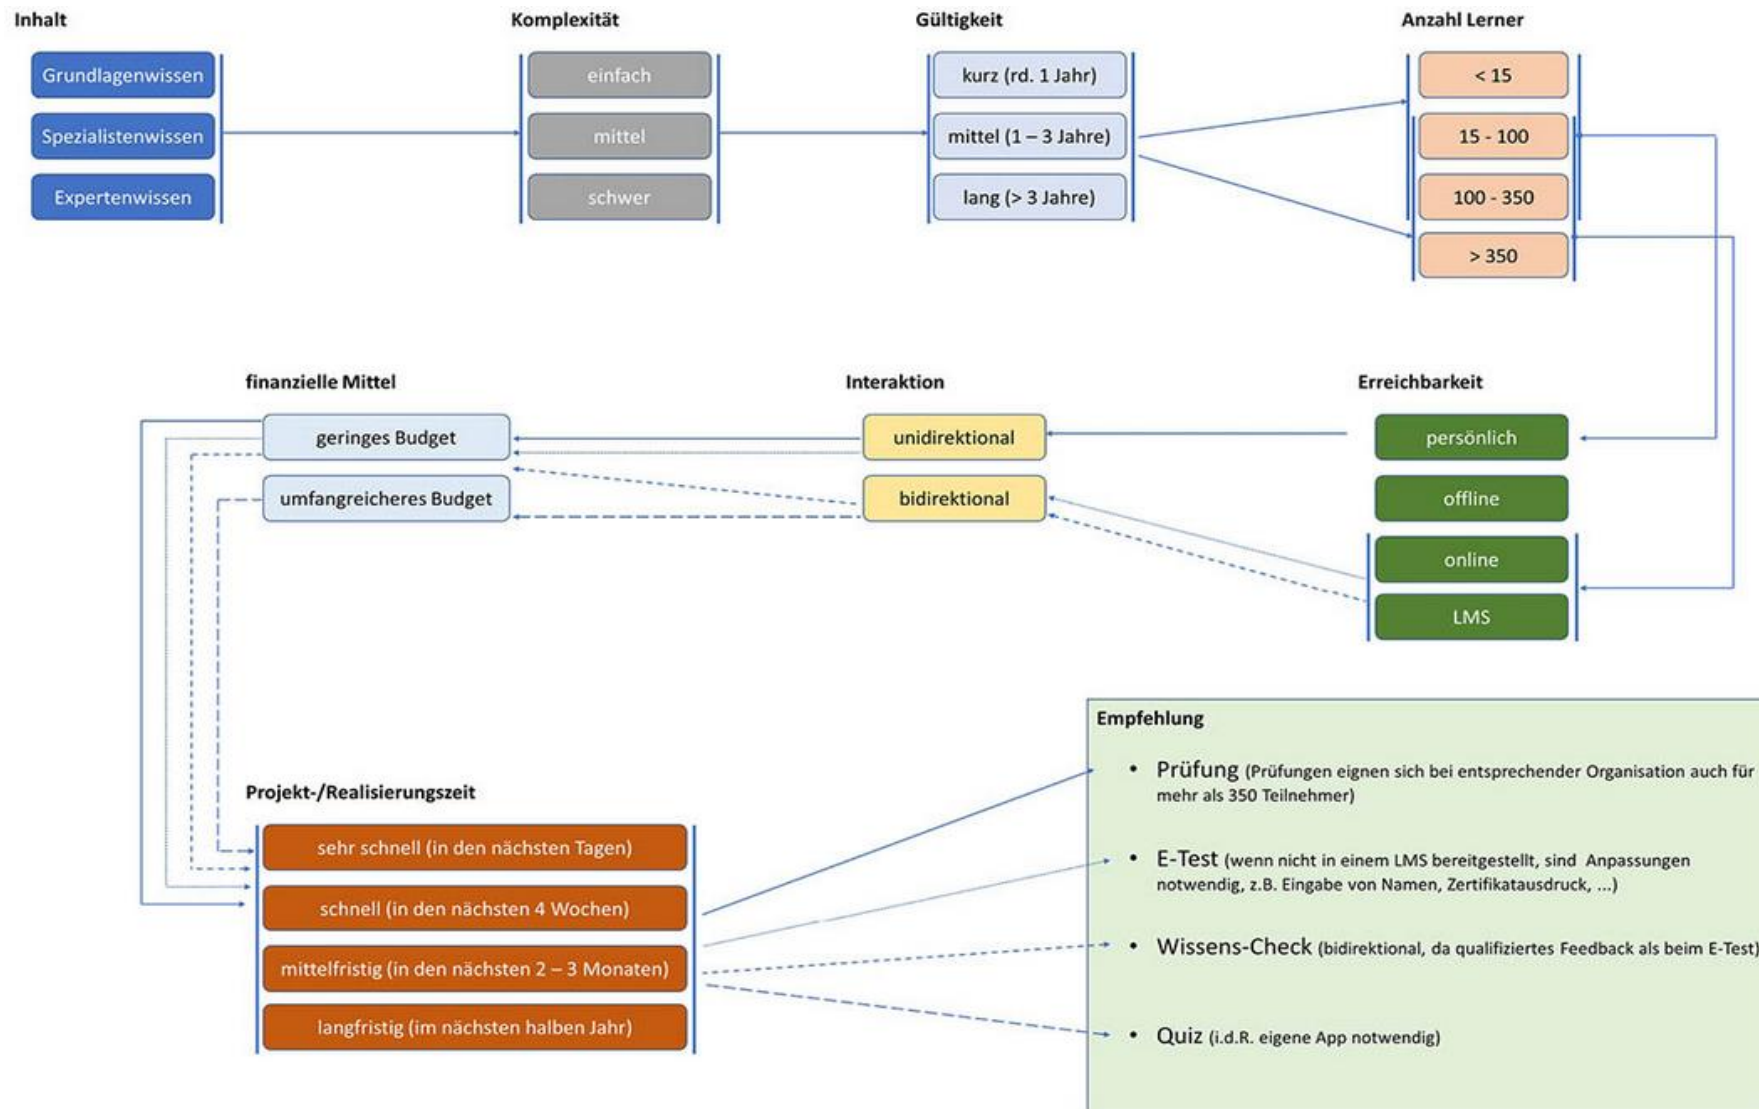 Inhalt
Grundlagenwissen
Spezialistenwissen
Expertenwissen
Komplexität
einfach
mittel
schwer
Gültigkeit
kurz (rd. 1 Jahr)
mittel (1 – 3 Jahre)
lang (> 3 Jahre)
Anzahl Lerner
< 15
15 - 100
100 - 350
> 350
finanzielle Mittel
geringes Budget
umfangreicheres Budget
Interaktion
unidirektional
bidirektional
Erreichbarkeit
persönlich
offline
online
LMS
Projekt-/Realisierungszeit
sehr schnell (in den nächsten Tagen)
schnell (in den nächsten 4 Wochen)
mittelfristig (in den nächsten 2 – 3 Monaten)
langfristig (im nächsten halben Jahr)
Empfehlung
• Prüfung (Prüfungen eignen sich bei entsprechender Organisation auch für
mehr als 350 Teilnehmer)
• E-Test (wenn nicht in einem LMS bereitgestellt, sind Anpassungen
notwendig, z.B. Eingabe von Namen, Zertifikatausdruck, ...)
• Wissens-Check (bidirektional, da qualifiziertes Feedback als beim E-Test)
• Quiz (i.d.R. eigene App notwendig)